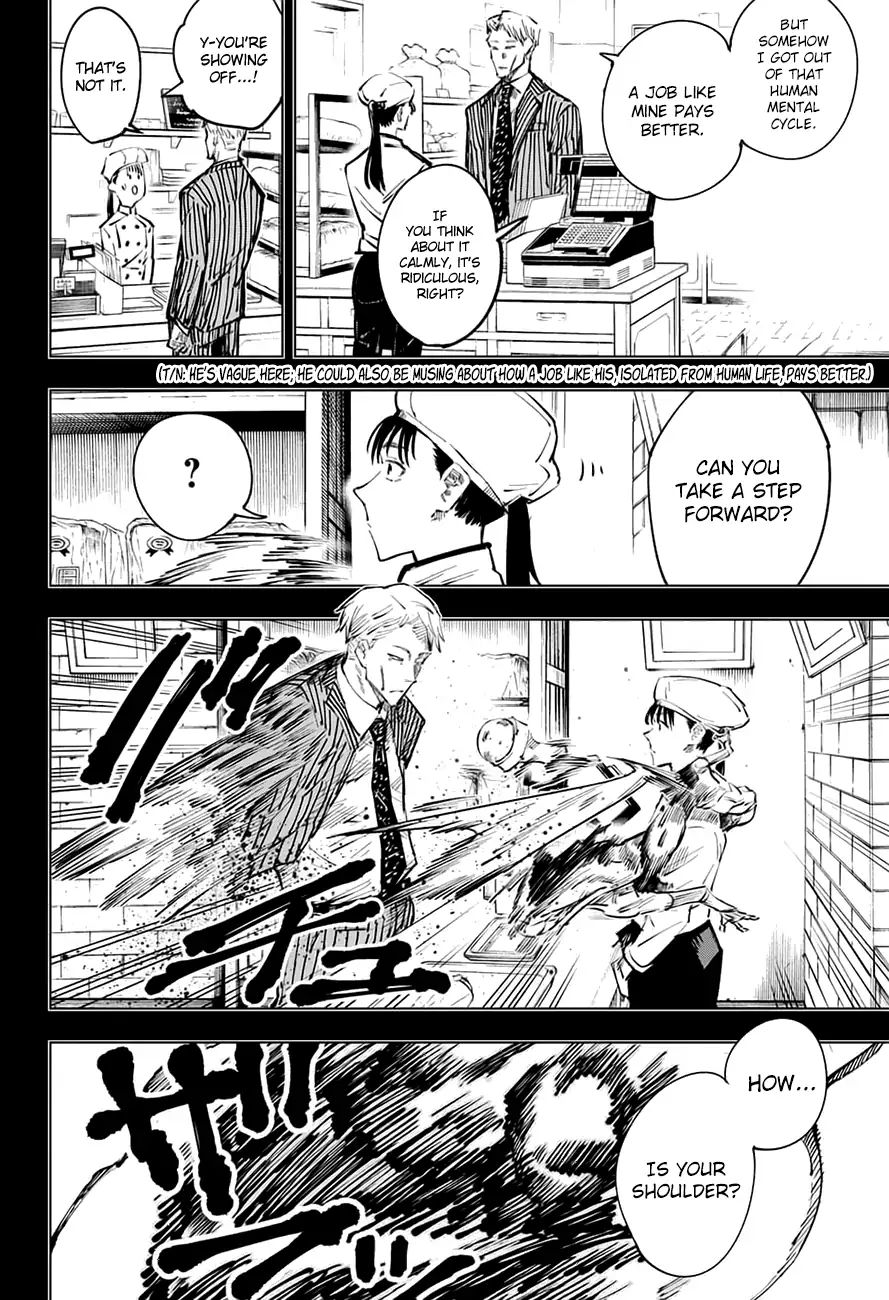 BUT
SOMEHOW
I GOT OUT
OF THAT
HUMAN
MENTAL
CYCLE.
A JOB LIKE
MINE PAYS
BETTER.
IF
YOU THINK
ABOUT IT
CALMLY, IT'S
RIDICULOUS,
RIGHT?
Y-YOU'RE
SHOWING
OFF...!
THAT'S
NOT IT.
(T/N: HE'S VAGUE HERE; HE COULD ALSO BE MUSING ABOUT HOW A JOB LIKE HIS, ISOLATED FROM HUMAN LIFE, PAYS BETTER.)
CAN YOU
TAKE A STEP
FORWARD?
?
HOW...
IS YOUR
SHOULDER?